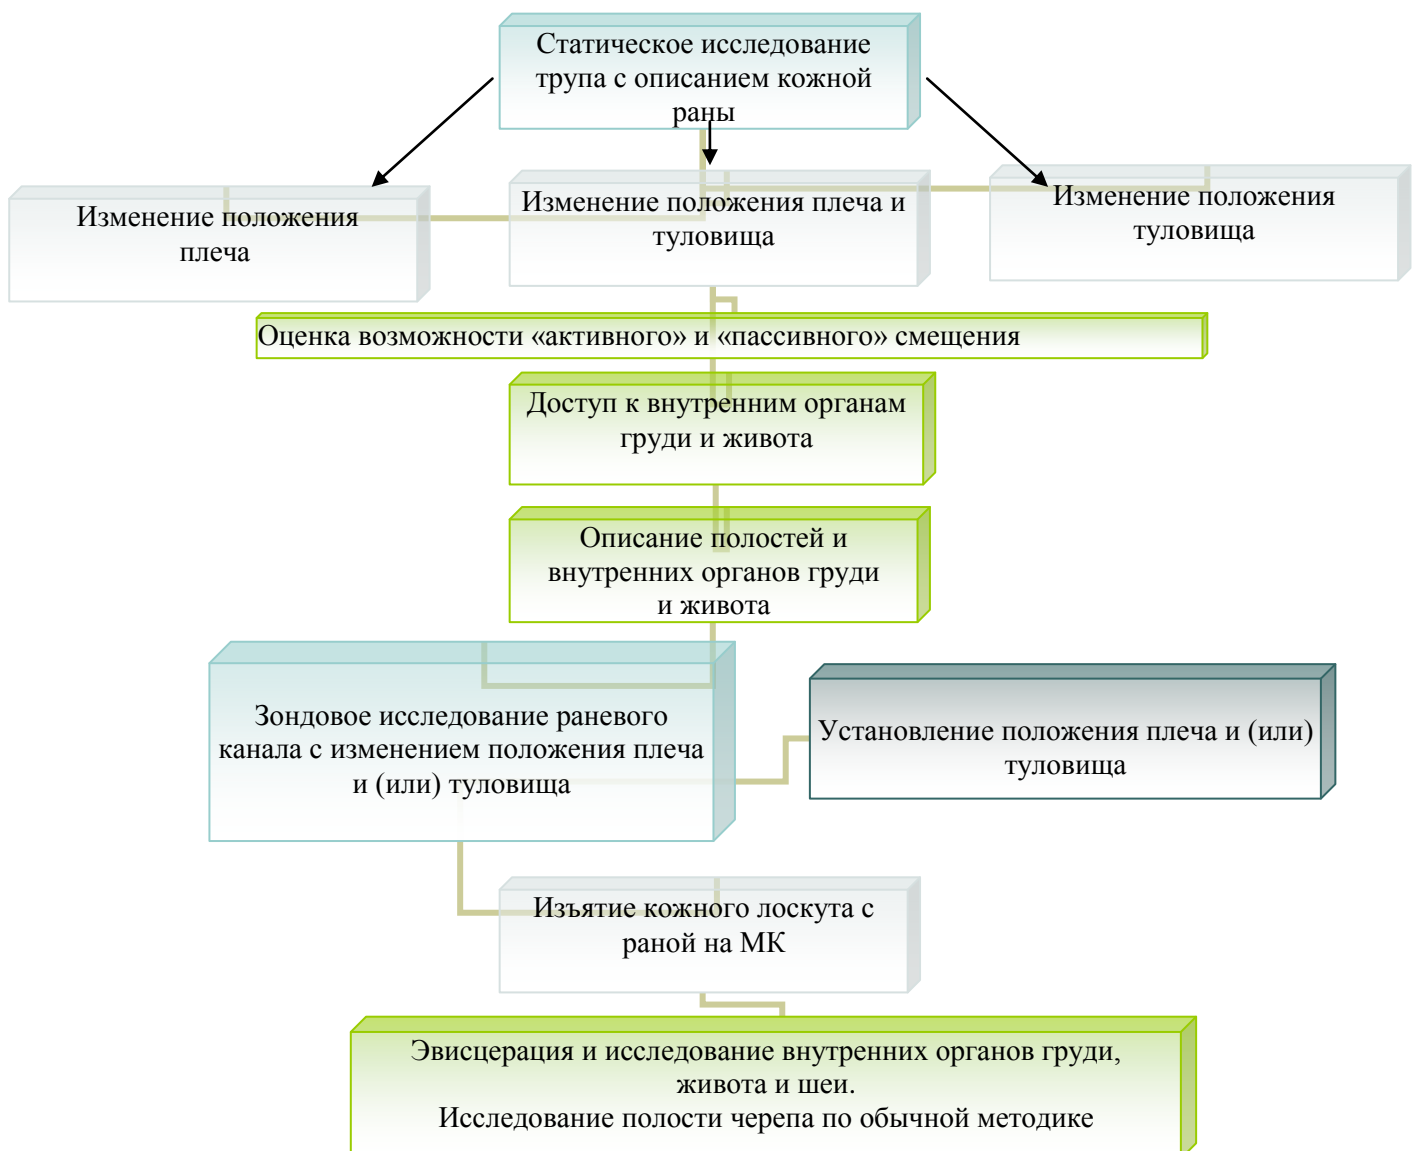 Статическое исследование
трупа с описанием кожной
раны
Изменение положения
плеча
Изменение положения плеча и
туловища
Изменение положения
туловища
Оценка возможности «активного» и «пассивного» смещения
Доступ к внутренним органам
груди и живота
Описание полостей и
внутренних органов груди
и живота
Зондовое исследование раневого
канала с изменением положения плеча
и (или) туловища
Установление положения плеча и (или)
туловища
Изъятие кожного лоскута с
раной на МК
Эвисцерация и исследование внутренних органов груди,
живота и шеи.
Исследование полости черепа по обычной методике